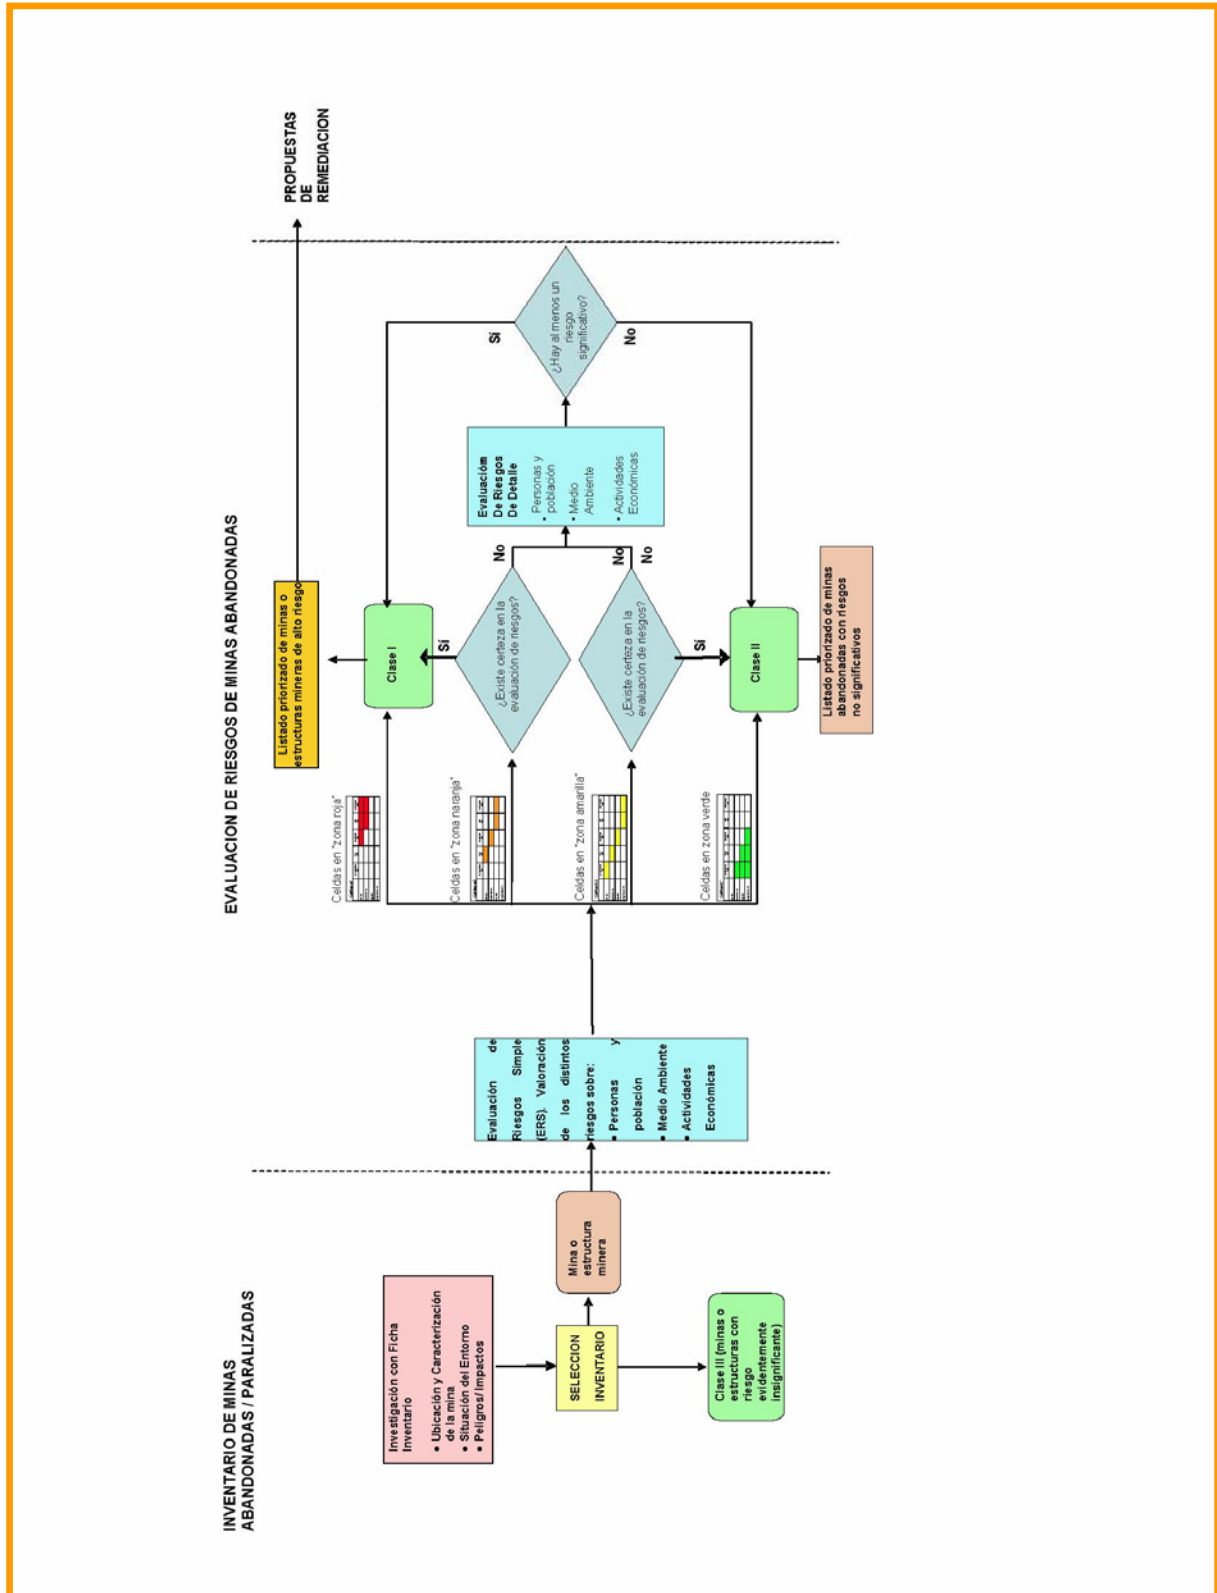 INVENTARIO DE MINAS
ABANDONADAS / PARALIZADAS
Investigación con Ficha
Inventario
• Ubicación y Caracterización
de la mina
• Situación del Entorno
• Peligros/ Impactos
SELECCION
INVENTARIO
Mina o
estructura
minera
Clase III (minas o
estructuras con
riesgo
evidentemente
insignificante)
EVALUACION DE RIESGOS DE MINAS ABANDONADAS
Evaluación de
Riesgos Simple
(ERS). Valoración
de los distintos
riesgos sobre:
• Personas y
población
• Medio Ambiente
• Actividades
Económicas
Celdas en "zona roja"
Celdas en "zona naranja"
Celdas en "zona amarilla"
Celdas en zona verde
Listado priorizado de minas o
estructuras mineras de alto riesgo
Clase I
Sí
¿Existe certeza en la
evaluación de riesgos?
No
¿Existe certeza en la
evaluación de riesgos?
No
No
Sí
Clase II
Listado priorizado de minas
abandonadas con riesgos
no significativos
Evaluacióm
De Riesgos
De Detalle
• Personas y
población
• Medio
Ambiente
• Actividades
Económicas
¿Hay al menos un
riesgo
significativo?
Sí
No
PROPUESTAS
DE
REMEDIACION